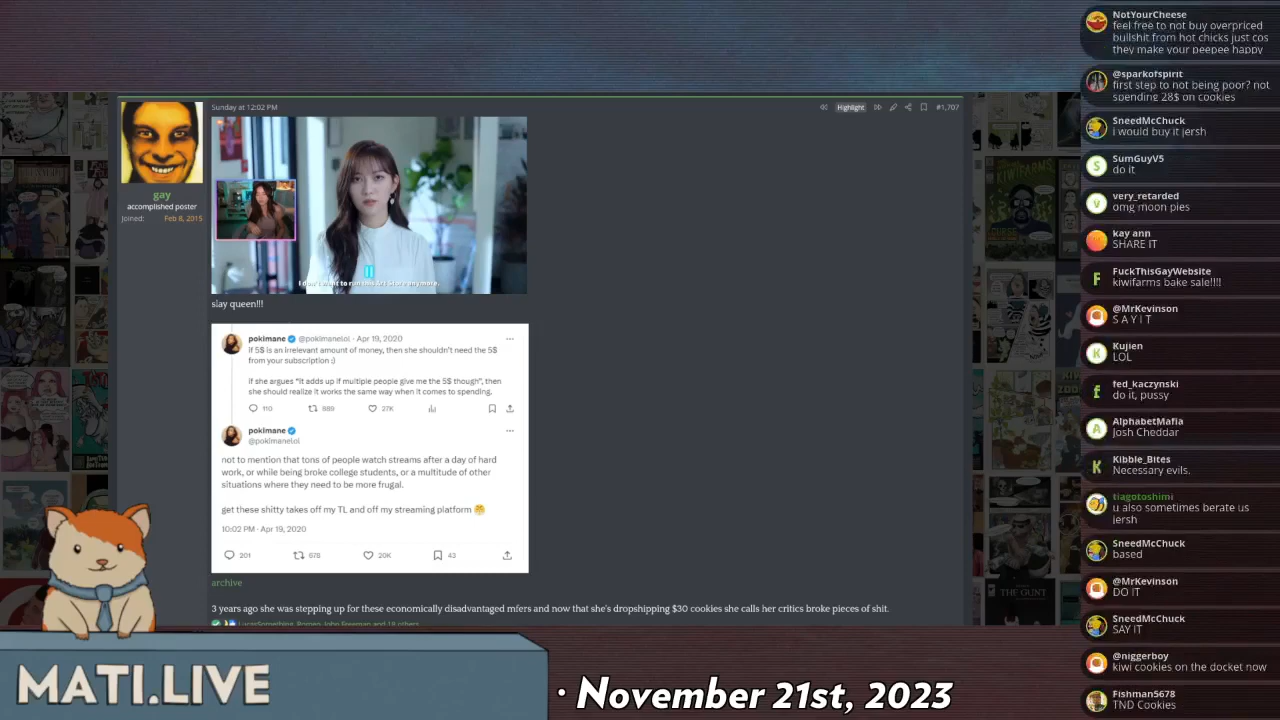 Sunday at 12:02 PM
Highlight
#1,707
gay
accomplished poster
Joined: Feb 8, 2015
slay queen!!!
pokimane @pokimanelol · Apr 19, 2020
if 5$ is an irrelevant amount of money, then she shouldn't need the 5$
from your subscription :)
if she argues "it adds up if multiple people give me the 5$ though", then
she should realize it works the same way when it comes to spending.
110 889 27K
pokimane
@pokimanelol
not to mention that tons of people watch streams after a day of hard
work, or while being broke college students, or a multitude of other
situations where they need to be more frugal.
get these shitty takes off my TL and off my streaming platform
10:02 PM · Apr 19, 2020
201 678 20K 43
archive
3 years ago she was stepping up for these economically disadvantaged mfers and now that she's dropshipping $30 cookies she calls her critics broke pieces of shit.
KIWIFARMS
THE GUNT
MATI.LIVE
· November 21st, 2023
NotYourCheese
feel free to not buy overpriced
bullshit from hot chicks just cos
they make your peepee happy
@sparkofspirit
first step to not being poor? not
spending 28$ on cookies
SneedMcChuck
i would buy it jersh
SumGuyV5
do it
very_retarded
omg moon pies
kay ann
SHARE IT
FuckThisGayWebsite
kiwifarms bake sale!!!!
@MrKevinson
S A Y I T
Kujien
LOL
fed_kaczynski
do it, pussy
AlphabetMafia
Josh Cheddar
Kibble_Bites
Necessary evils.
tiagotoshimi
u also sometimes berate us
jersh
SneedMcChuck
based
@MrKevinson
DO IT
SneedMcChuck
SAY IT
@niggerboy
kiwi cookies on the docket now
Fishman5678
TND Cookies